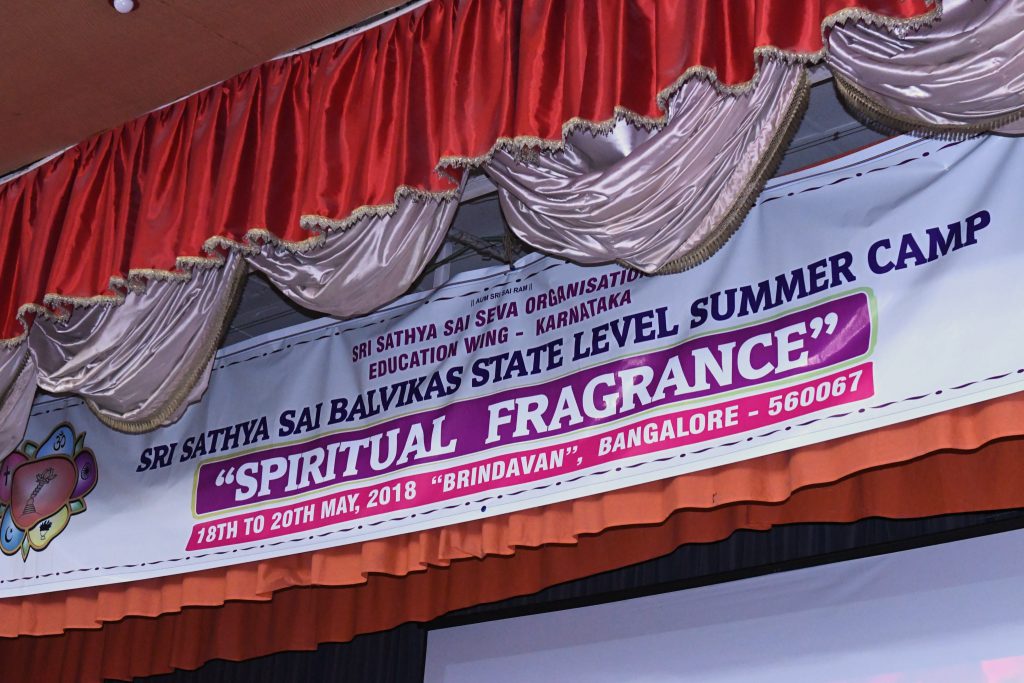 || AUM SRI SAI RAM ||
SRI SATHYA SAI SEVA ORGANISATION
EDUCATION WING - KARNATAKA
SRI SATHYA SAI BALVIKAS STATE LEVEL SUMMER CAMP
“SPIRITUAL FRAGRANCE”
18TH TO 20TH MAY, 2018 “BRINDAVAN”, BANGALORE - 560067